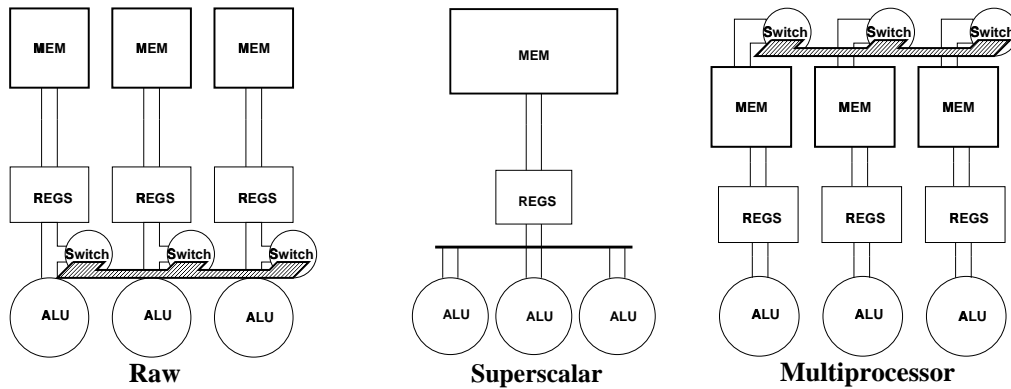 MEM MEM MEM
REGS REGS REGS
Switch Switch Switch
ALU ALU ALU
Raw
MEM
REGS
ALU ALU ALU
Superscalar
Switch Switch Switch
MEM MEM MEM
REGS REGS REGS
ALU ALU ALU
Multiprocessor